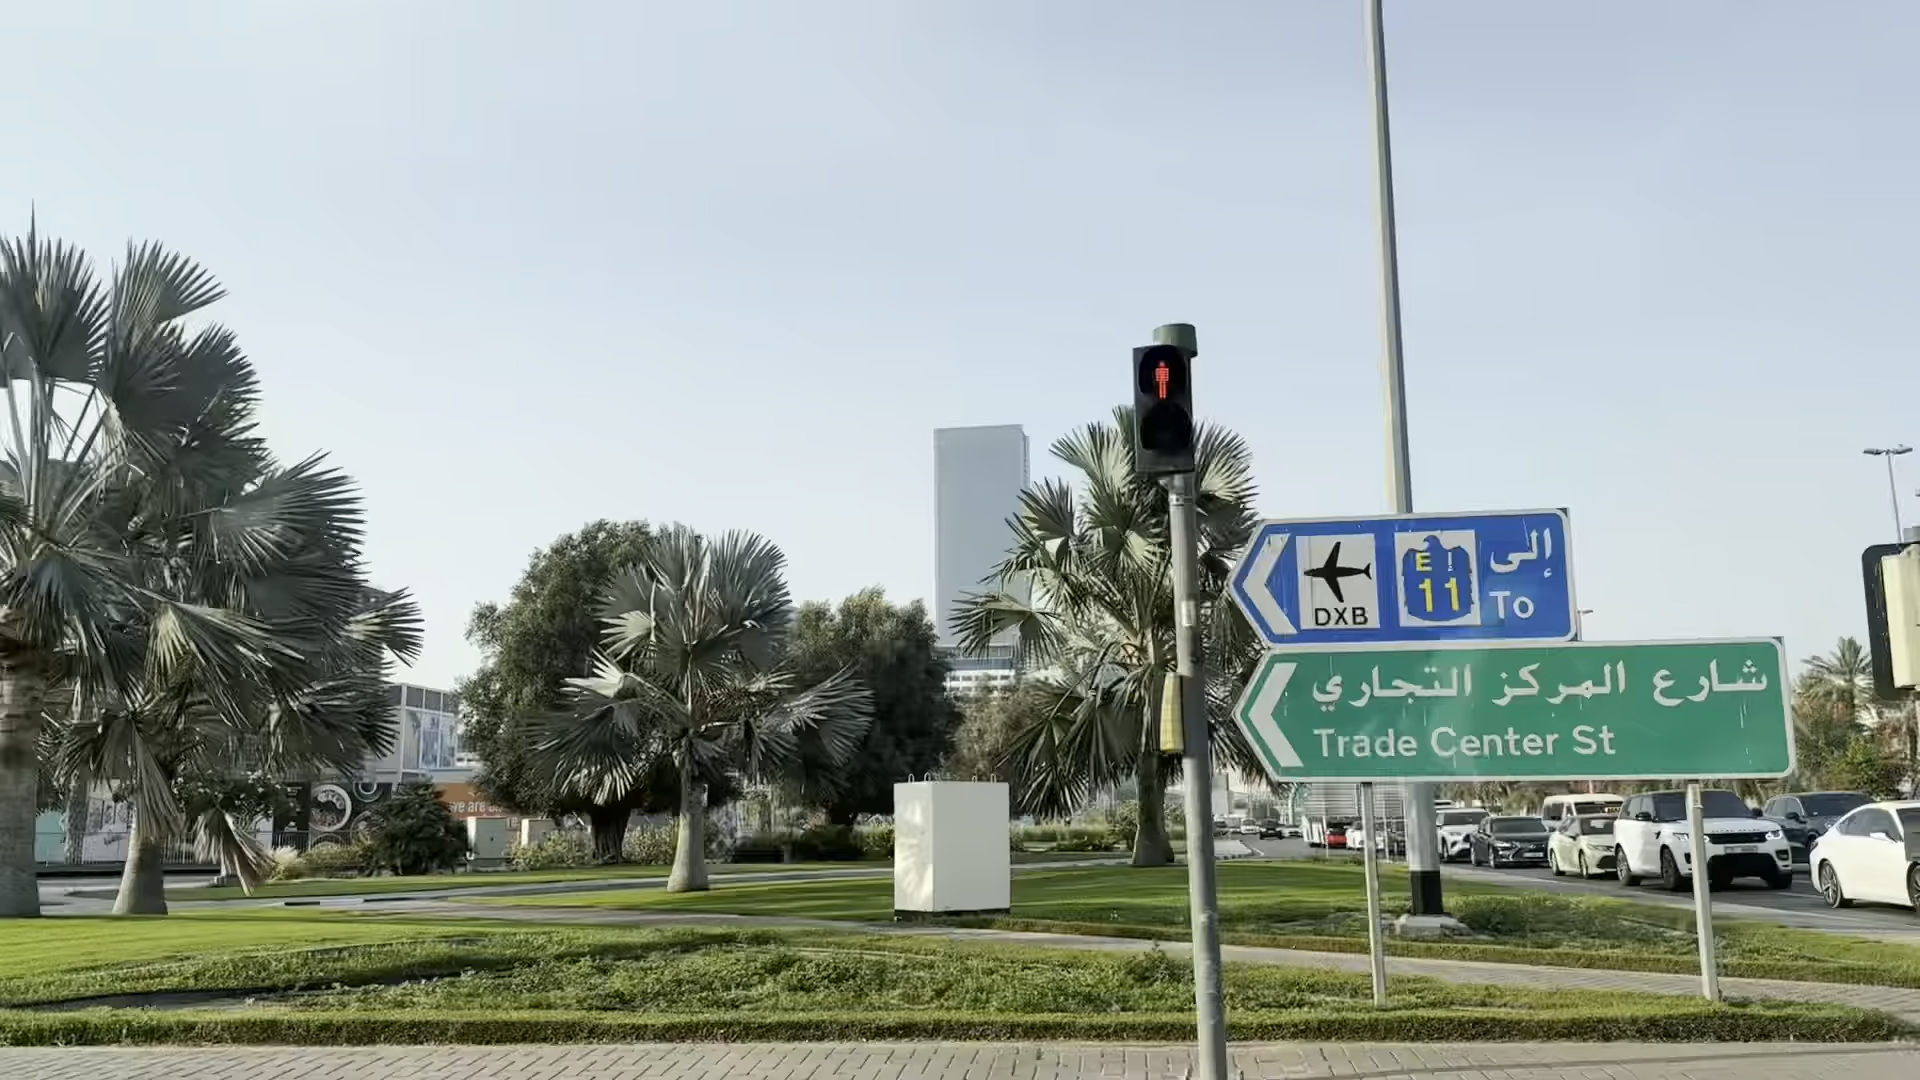 إلى
To
E
11
DXB
شارع المركز التجاري
Trade Center St